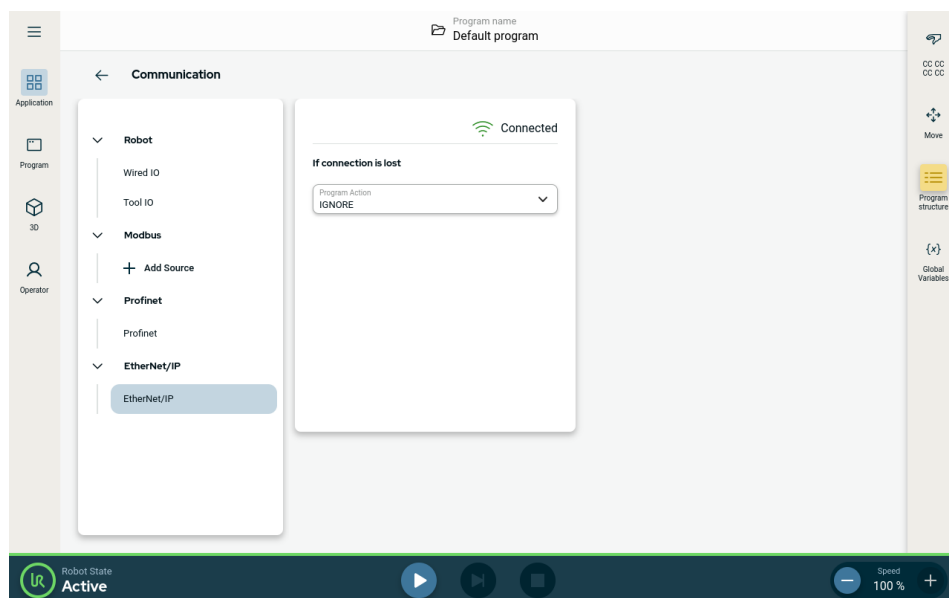 Program name
Default program
Application
Program
3D
Operator
Communication
Robot
Wired IO
Tool IO
Modbus
Add Source
Profinet
Profinet
EtherNet/IP
EtherNet/IP
Connected
If connection is lost
Program Action
IGNORE
CC CC
CC CC
Move
Program
structure
{x}
Global
Variables
UR
Robot State
Active
Speed
100 %